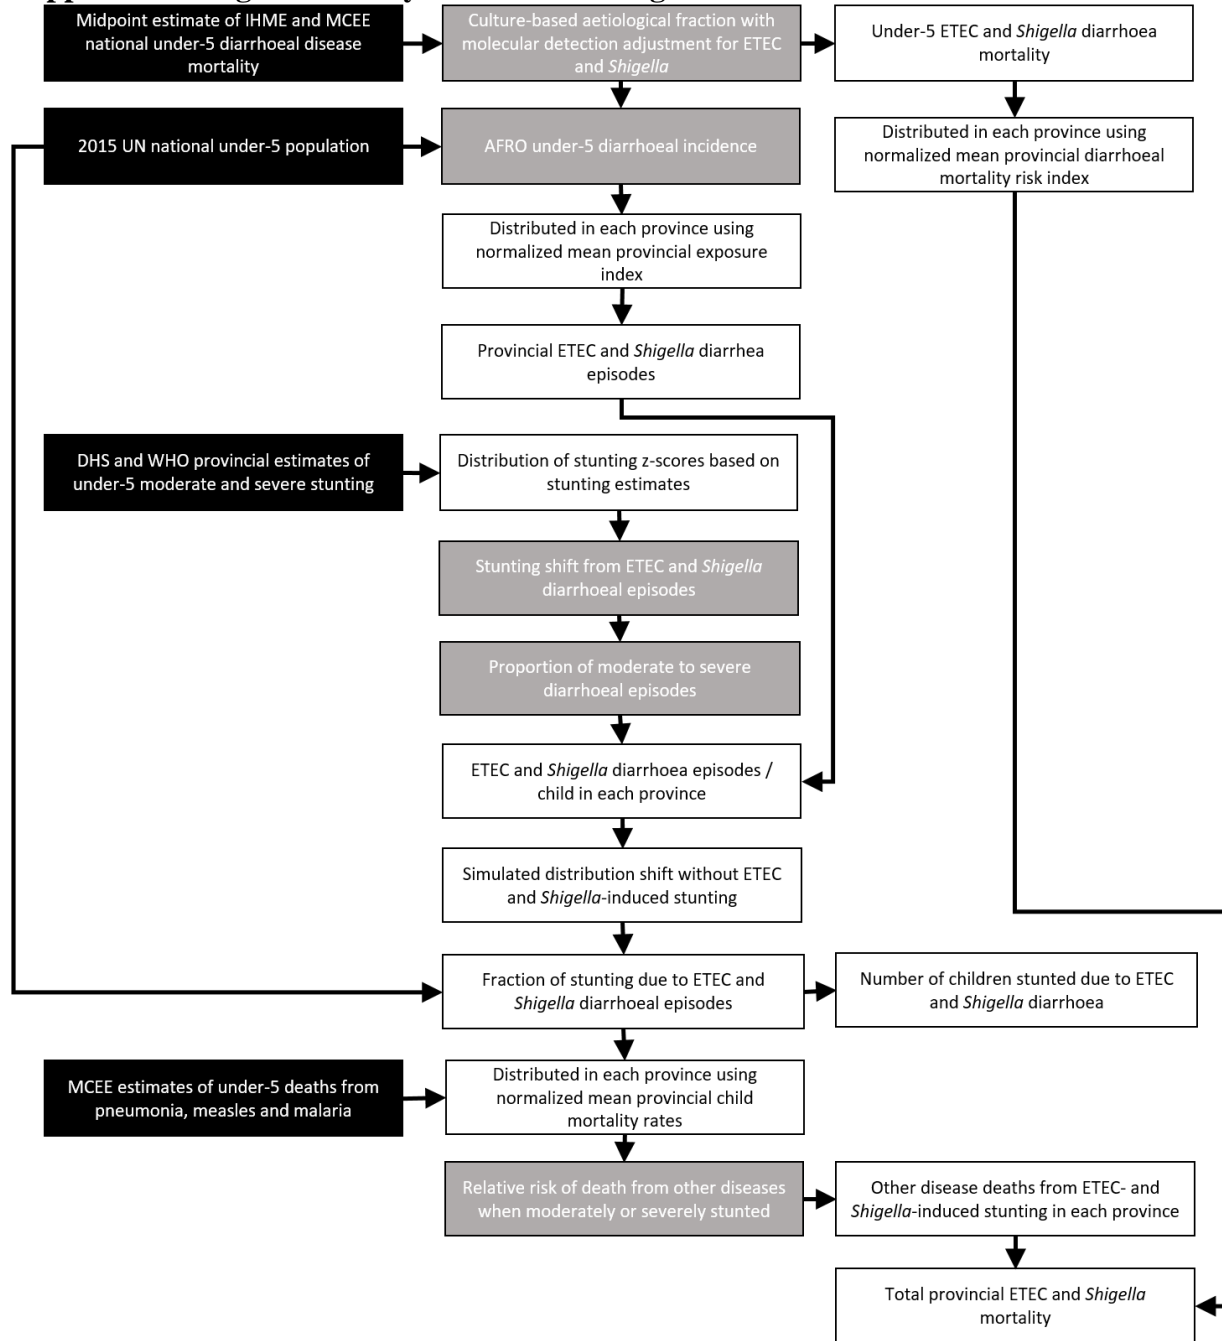 Midpoint estimate of IHME and MCEE
national under-5 diarrhoeal disease
mortality
Culture-based aetiological fraction with
molecular detection adjustment for ETEC
and Shigella
Under-5 ETEC and Shigella diarrhoea
mortality
2015 UN national under-5 population
AFRO under-5 diarrhoeal incidence
Distributed in each province using
normalized mean provincial diarrhoeal
mortality risk index
Distributed in each province using
normalized mean provincial exposure
index
Provincial ETEC and Shigella diarrhea
episodes
DHS and WHO provincial estimates of
under-5 moderate and severe stunting
Distribution of stunting z-scores based on
stunting estimates
Stunting shift from ETEC and Shigella
diarrhoeal episodes
Proportion of moderate to severe
diarrhoeal episodes
ETEC and Shigella diarrhoea episodes /
child in each province
Simulated distribution shift without ETEC
and Shigella-induced stunting
Fraction of stunting due to ETEC and
Shigella diarrhoeal episodes
Number of children stunted due to ETEC
and Shigella diarrhoea
MCEE estimates of under-5 deaths from
pneumonia, measles and malaria
Distributed in each province using
normalized mean provincial child
mortality rates
Relative risk of death from other diseases
when moderately or severely stunted
Other disease deaths from ETEC- and
Shigella-induced stunting in each province
Total provincial ETEC and Shigella
mortality